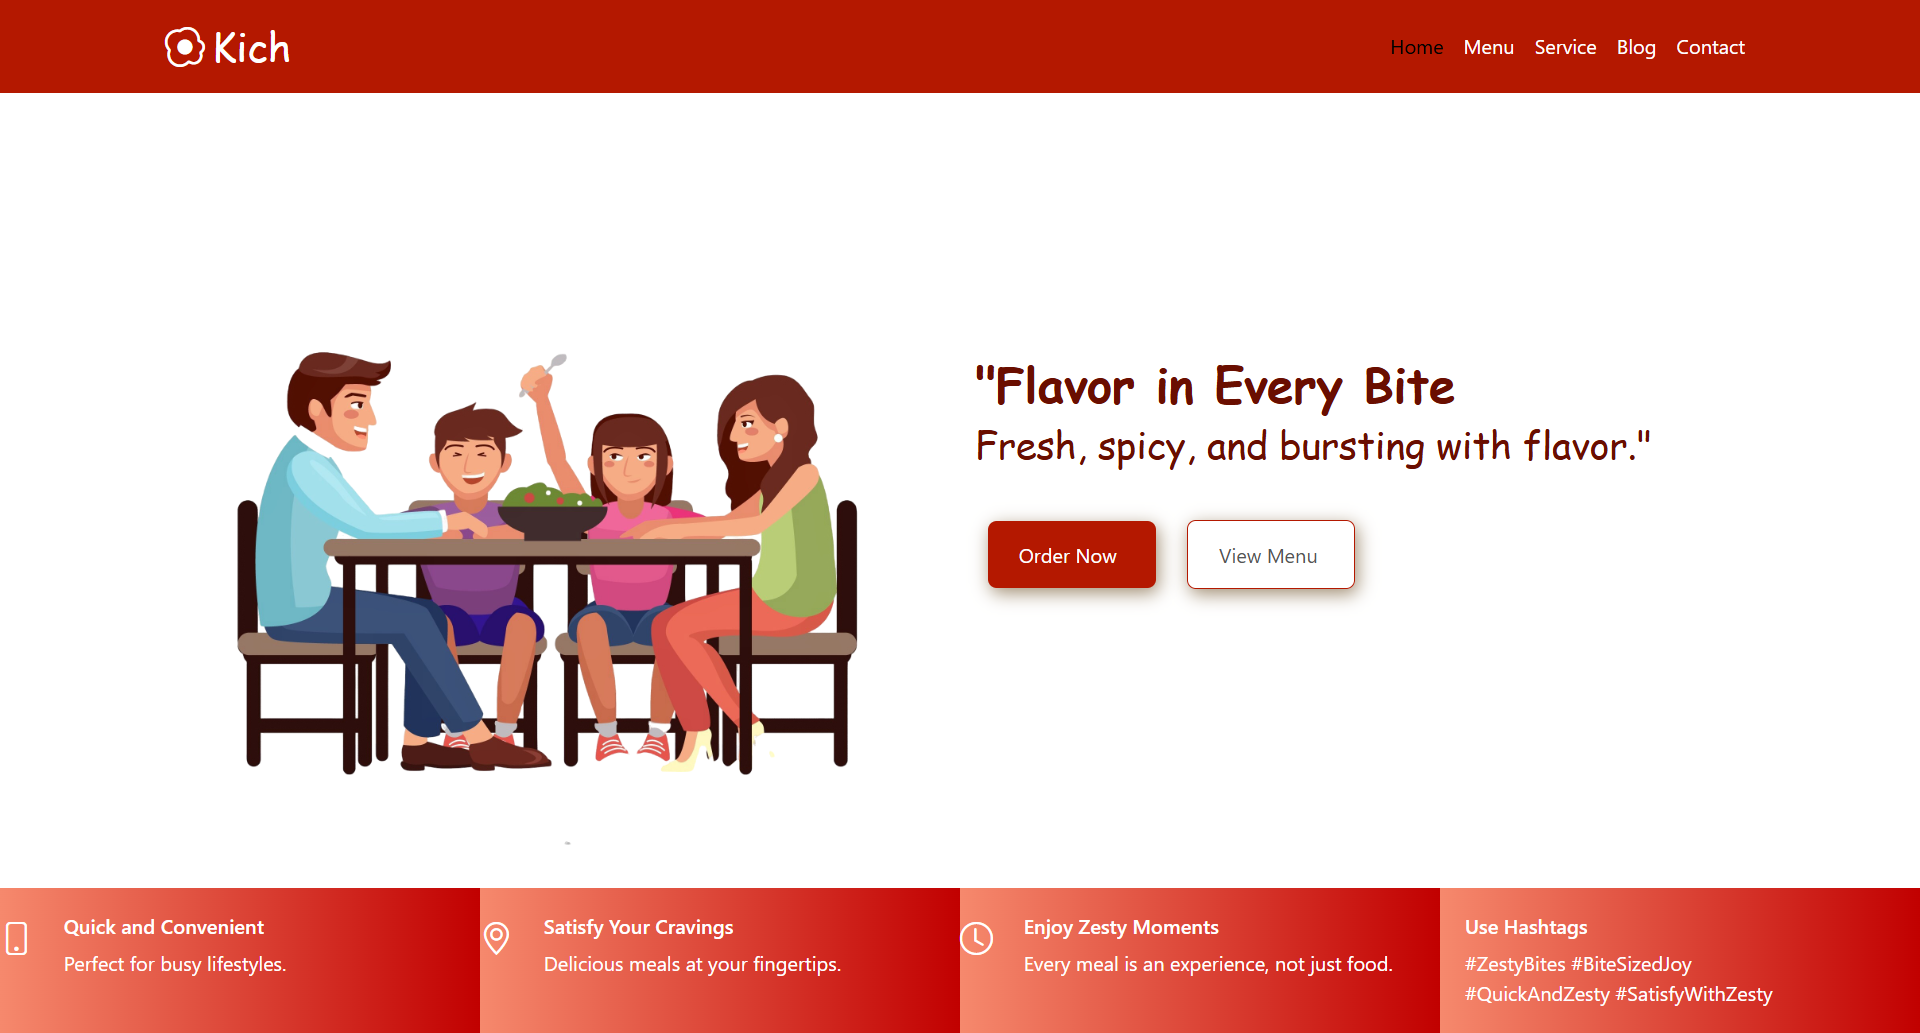 Kich
Home Menu Service Blog Contact
"Flavor in Every Bite
Fresh, spicy, and bursting with flavor."
Order Now
View Menu
Quick and Convenient
Perfect for busy lifestyles.
Satisfy Your Cravings
Delicious meals at your fingertips.
Enjoy Zesty Moments
Every meal is an experience, not just food.
Use Hashtags
#ZestyBites #BiteSizedJoy
#QuickAndZesty #SatisfyWithZesty